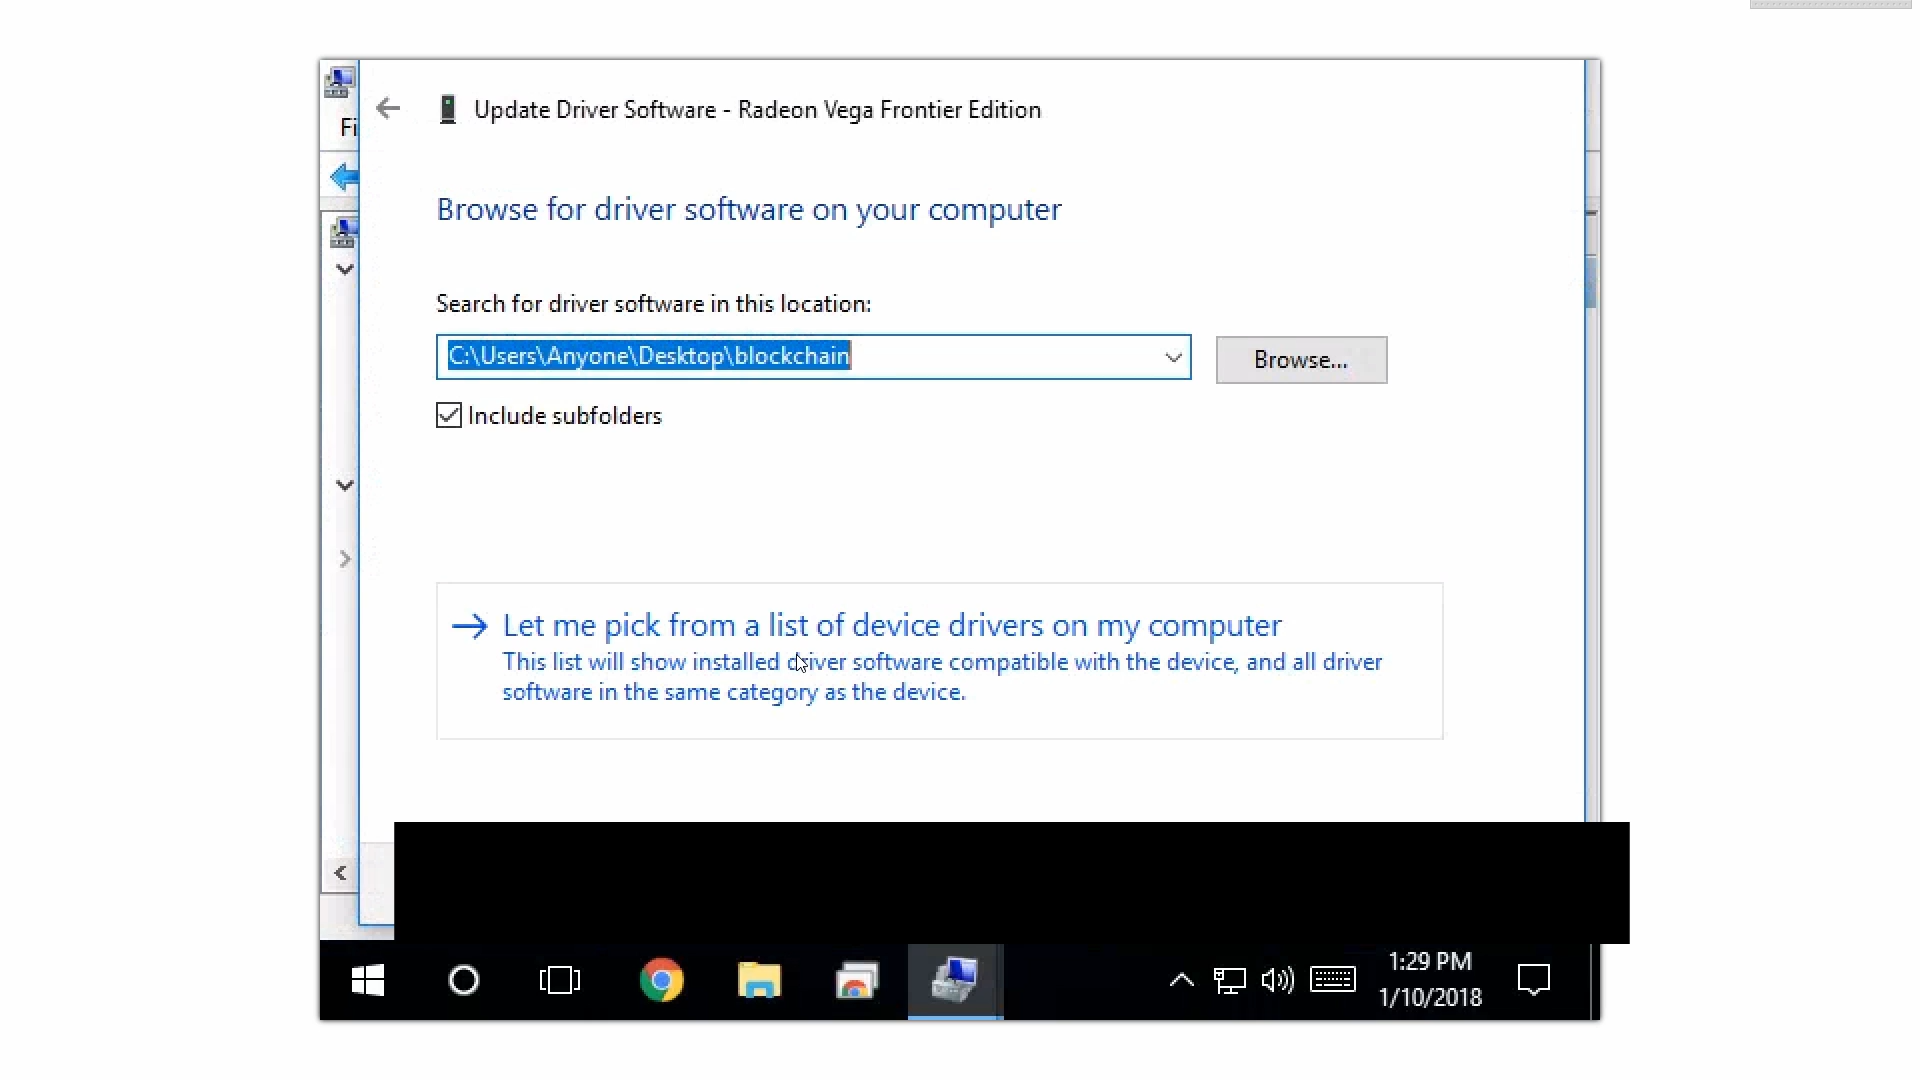 Update Driver Software - Radeon Vega Frontier Edition
Fi
Browse for driver software on your computer
Search for driver software in this location:
C:\Users\Anyone\Desktop\blockchain
Browse...
Include subfolders
Let me pick from a list of device drivers on my computer
This list will show installed driver software compatible with the device, and all driver
software in the same category as the device.
1:29 PM
1/10/2018